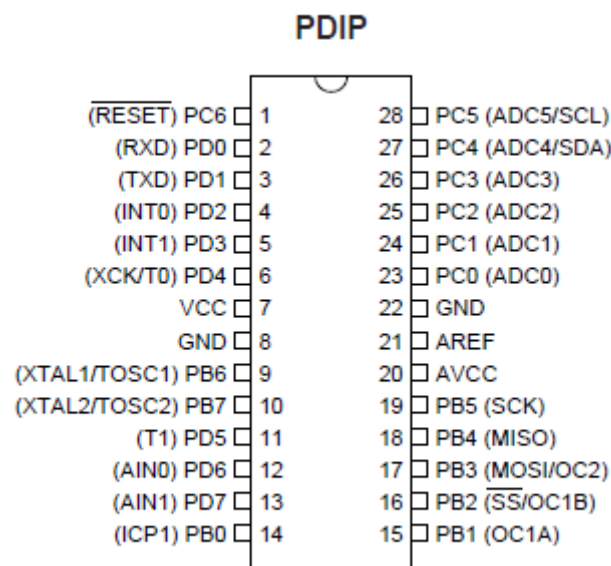 PDIP
(RESET) PC6 1 28 PC5 (ADC5/SCL)
(RXD) PD0 2 27 PC4 (ADC4/SDA)
(TXD) PD1 3 26 PC3 (ADC3)
(INT0) PD2 4 25 PC2 (ADC2)
(INT1) PD3 5 24 PC1 (ADC1)
(XCK/T0) PD4 6 23 PC0 (ADC0)
VCC 7 22 GND
GND 8 21 AREF
(XTAL1/TOSC1) PB6 9 20 AVCC
(XTAL2/TOSC2) PB7 10 19 PB5 (SCK)
(T1) PD5 11 18 PB4 (MISO)
(AIN0) PD6 12 17 PB3 (MOSI/OC2)
(AIN1) PD7 13 16 PB2 (SS/OC1B)
(ICP1) PB0 14 15 PB1 (OC1A)